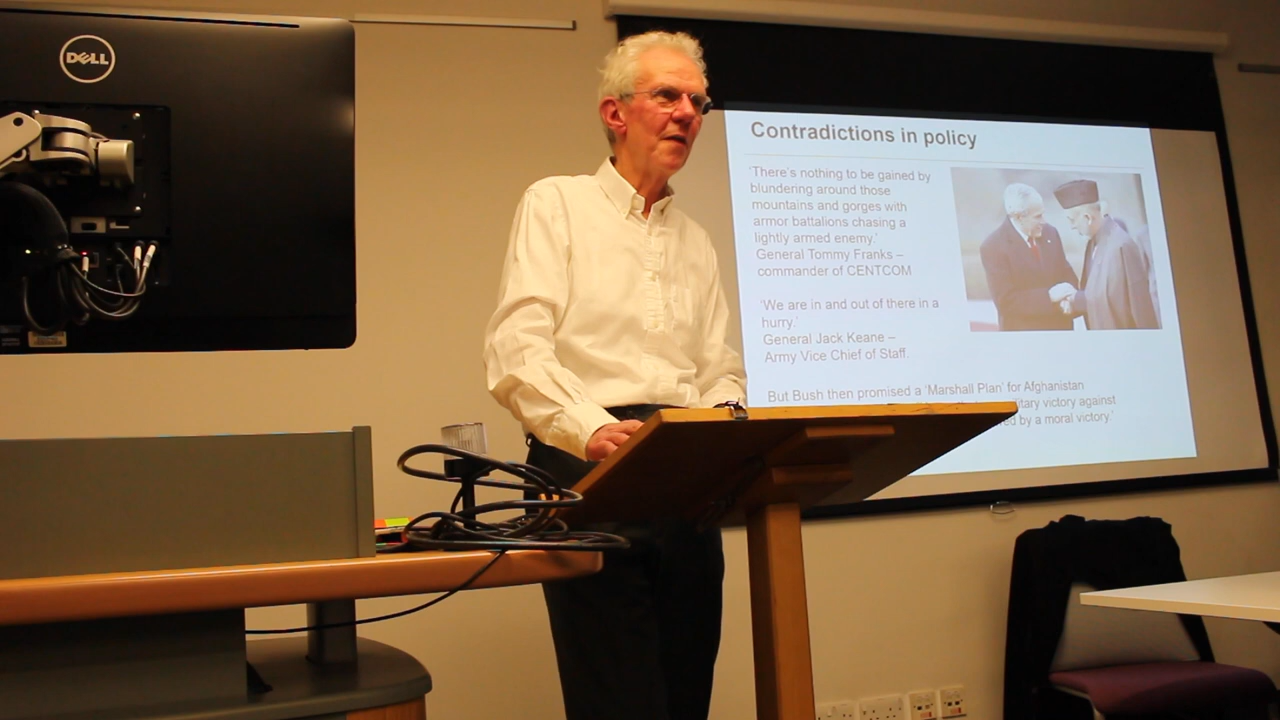 DELL
Contradictions in policy
'There's nothing to be gained by
blundering around those
mountains and gorges with
armor battalions chasing a
lightly armed enemy.'
General Tommy Franks –
commander of CENTCOM
'We are in and out of there in a
hurry.'
General Jack Keane –
Army Vice Chief of Staff.
But Bush then promised a 'Marshall Plan' for Afghanistan
victory against
by a moral victory.'